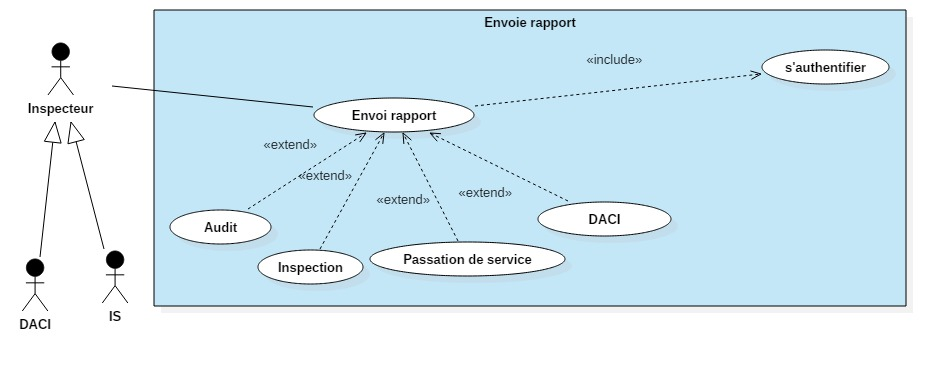 Envoie rapport
«include»
s'authentifier
Inspecteur
Envoi rapport
«extend»
«extend»
«extend»
«extend»
Audit
DACI
Inspection
Passation de service
DACI
IS